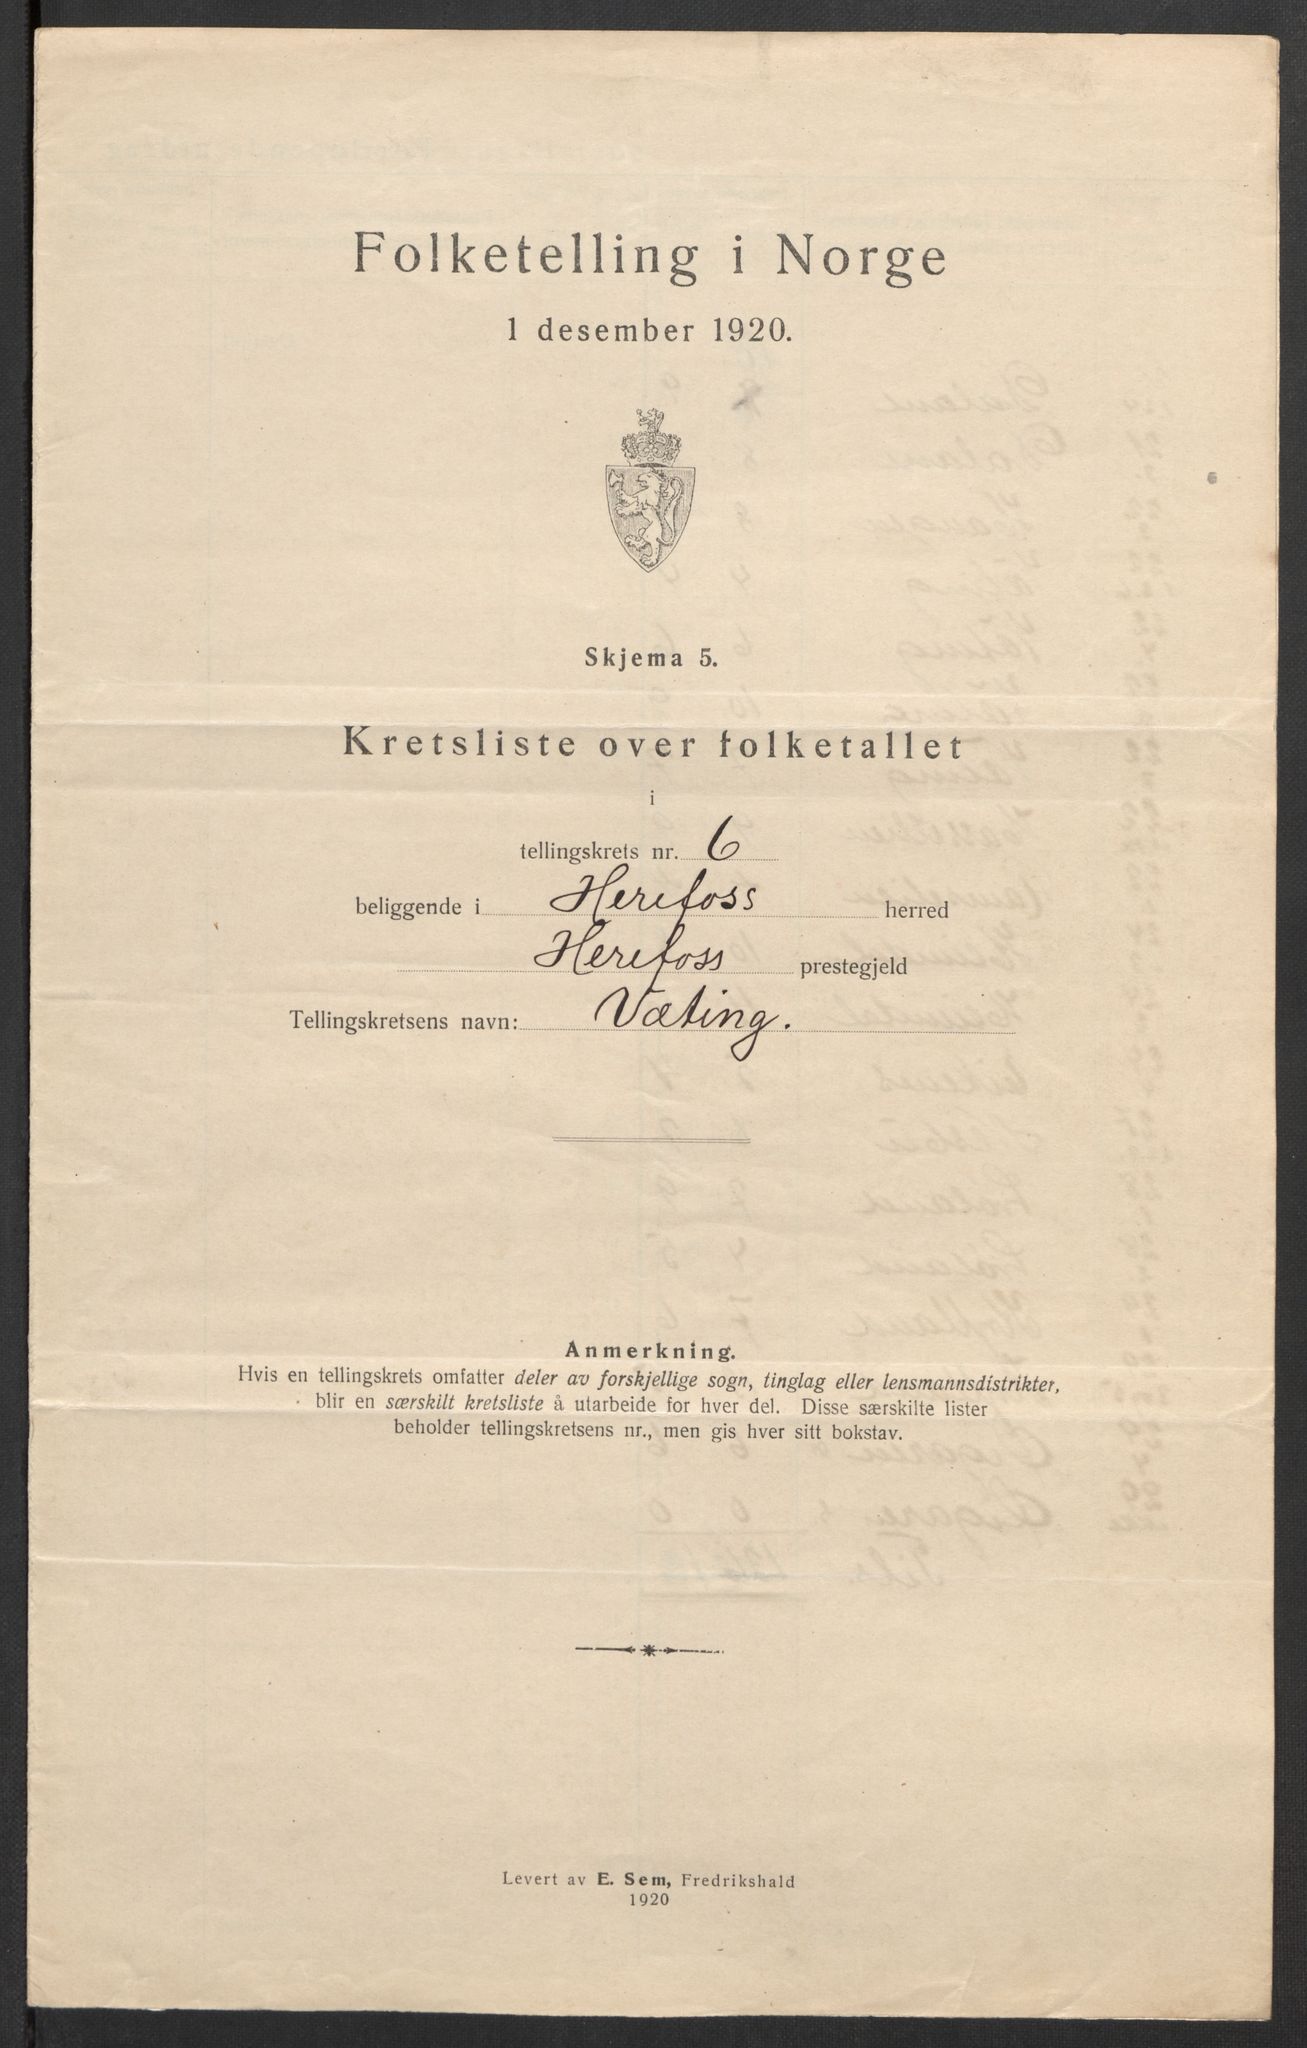 Folketelling i Norge
1 desember 1920.
Skjema 5.
Kretsliste over folketallet
i
tellingskrets nr. 6
beliggende i Herefoss herred
Herefoss prestegjeld
Tellingskretsens navn: Væting.
Anmerkning.
Hvis en tellingskrets omfatter deler av forskjellige sogn, tinglag eller lensmannsdistrikter,
blir en særskilt kretsliste å utarbeide for hver del. Disse særskilte lister
beholder tellingskretsens nr., men gis hver sitt bokstav.
Levert av E. Sem, Fredrikshald
1920